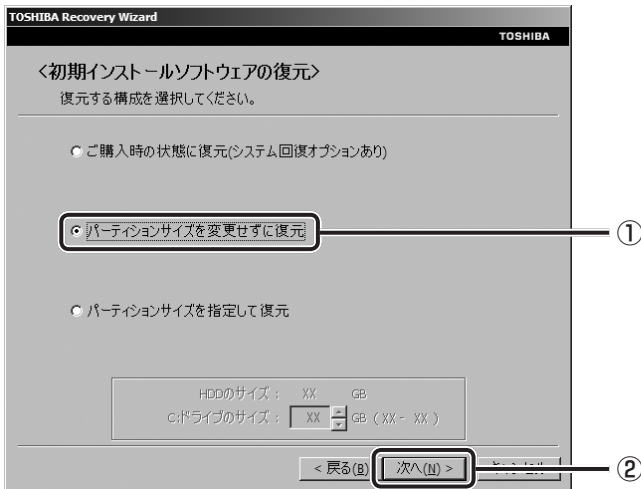 TOSHIBA Recovery Wizard
TOSHIBA
<初期インストールソフトウェアの復元>
復元する構成を選択してください。
ご購入時の状態に復元(システム回復オプションあり)
パーティションサイズを変更せずに復元
①
パーティションサイズを指定して復元
HDDのサイズ： XX GB
C:ドライブのサイズ： XX GB ( XX - XX )
< 戻る(B) 次へ(N) >
②